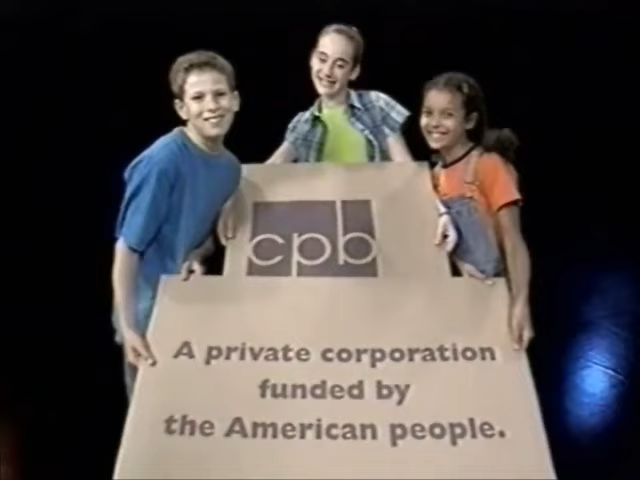 cpb
A private corporation
funded by
the American people.